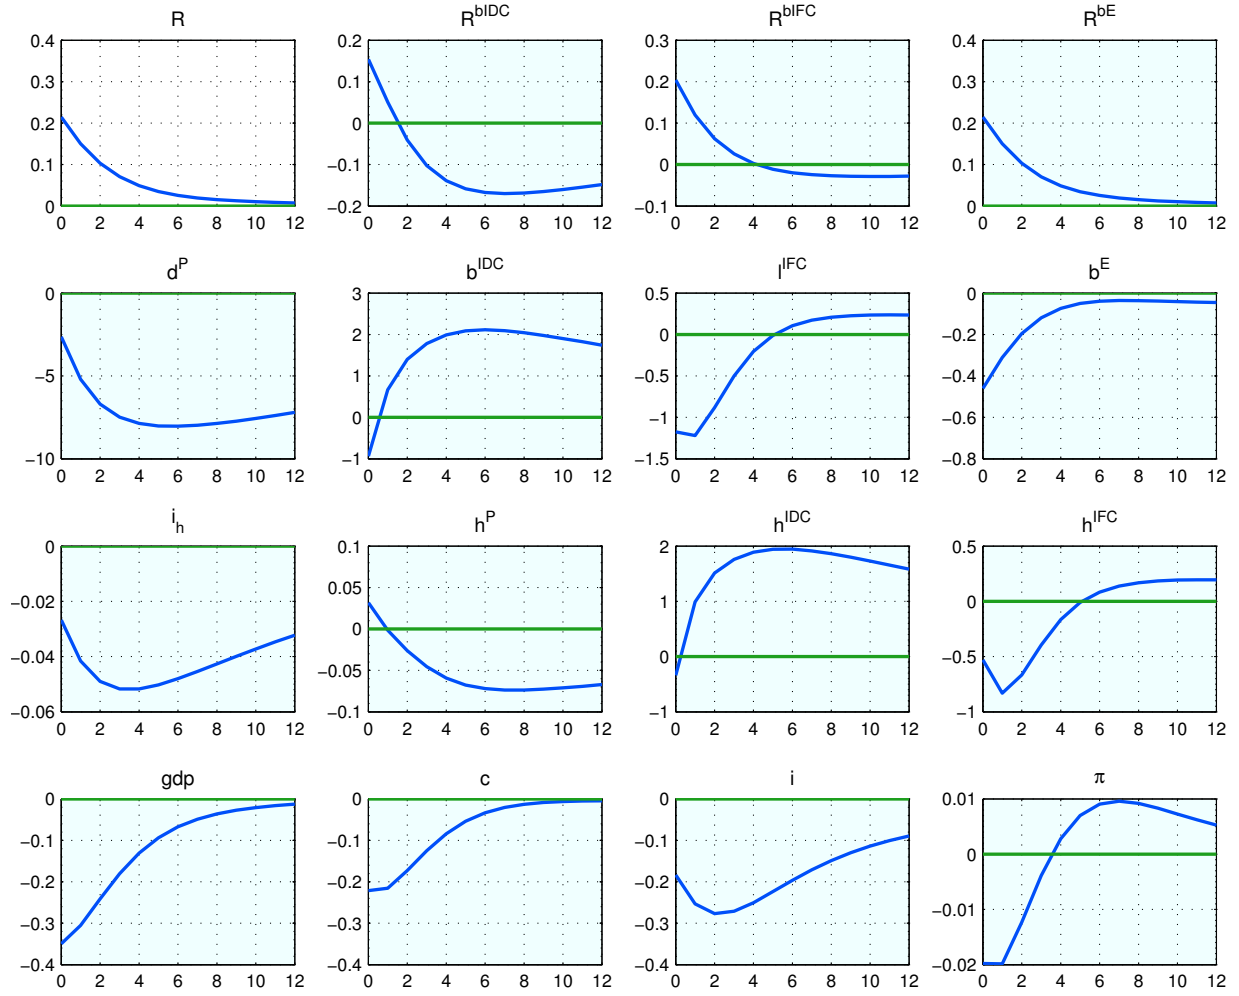 R R^bIDC R^bIFC R^bE
0.4 0.2 0.3 0.4
0.3 0.1 0.2 0.3
0.2 0 0.1 0.2
0.1 −0.1 0 0.1
0 −0.2 −0.1 0
0 2 4 6 8 10 12 0 2 4 6 8 10 12 0 2 4 6 8 10 12 0 2 4 6 8 10 12
d^P b^IDC l^IFC b^E
0 3 0.5 0
2 0 −0.2
−5 1 −0.5 −0.4
0 −1 −0.6
−10 −1 −1.5 −0.8
0 2 4 6 8 10 12 0 2 4 6 8 10 12 0 2 4 6 8 10 12 0 2 4 6 8 10 12
i_h h^P h^IDC h^IFC
0 0.1 2 0.5
−0.02 0.05 1 0
0
−0.04 −0.05 0 −0.5
−0.06 −0.1 −1 −1
0 2 4 6 8 10 12 0 2 4 6 8 10 12 0 2 4 6 8 10 12 0 2 4 6 8 10 12
gdp c i π
0 0 0 0.01
−0.1 −0.1 −0.1 0
−0.2 −0.2 −0.2
−0.3 −0.3 −0.3 −0.01
−0.4 −0.4 −0.4 −0.02
0 2 4 6 8 10 12 0 2 4 6 8 10 12 0 2 4 6 8 10 12 0 2 4 6 8 10 12